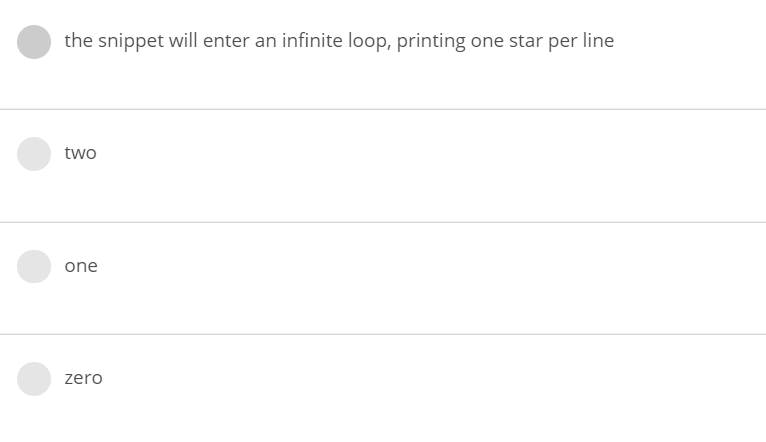 the snippet will enter an infinite loop, printing one star per line
two
one
zero